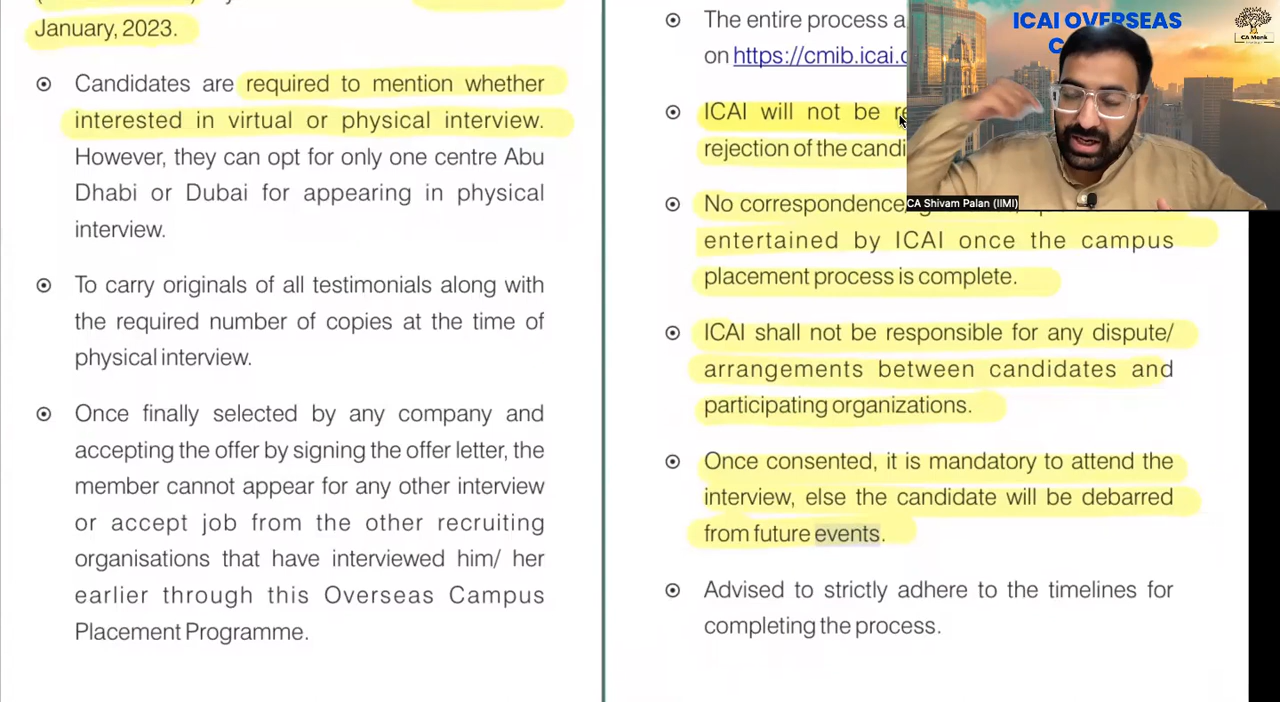 January, 2023.
⦿ Candidates are required to mention whether
interested in virtual or physical interview.
However, they can opt for only one centre Abu
Dhabi or Dubai for appearing in physical
interview.
⦿ To carry originals of all testimonials along with
the required number of copies at the time of
physical interview.
⦿ Once finally selected by any company and
accepting the offer by signing the offer letter, the
member cannot appear for any other interview
or accept job from the other recruiting
organisations that have interviewed him/ her
earlier through this Overseas Campus
Placement Programme.
⦿ The entire process
on https://cmib.icai.
⦿ ICAI will not be
rejection of the
⦿ No correspondence,
entertained by ICAI once the campus
placement process is complete.
⦿ ICAI shall not be responsible for any dispute/
arrangements between candidates and
participating organizations.
⦿ Once consented, it is mandatory to attend the
interview, else the candidate will be debarred
from future events.
⦿ Advised to strictly adhere to the timelines for
completing the process.
ICAI OVERSEAS
CA Monk
CA Shivam Palan (IIMI)